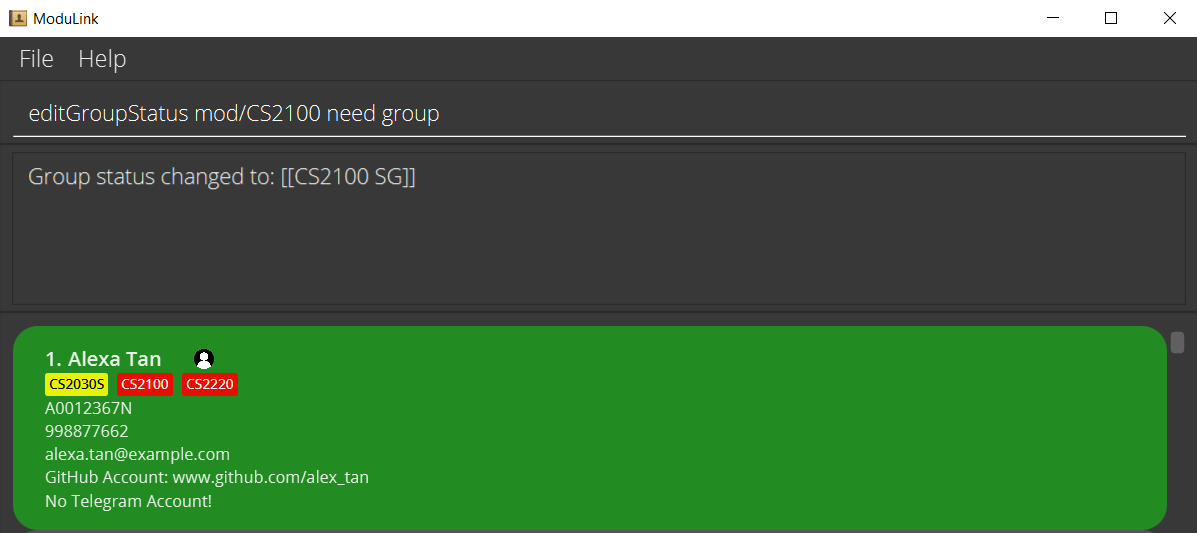 ModuLink
File Help
editGroupStatus mod/CS2100 need group
Group status changed to: [[CS2100 SG]]
1. Alexa Tan
CS2030S CS2100 CS2220
A0012367N
998877662
alexa.tan@example.com
GitHub Account: www.github.com/alex_tan
No Telegram Account!